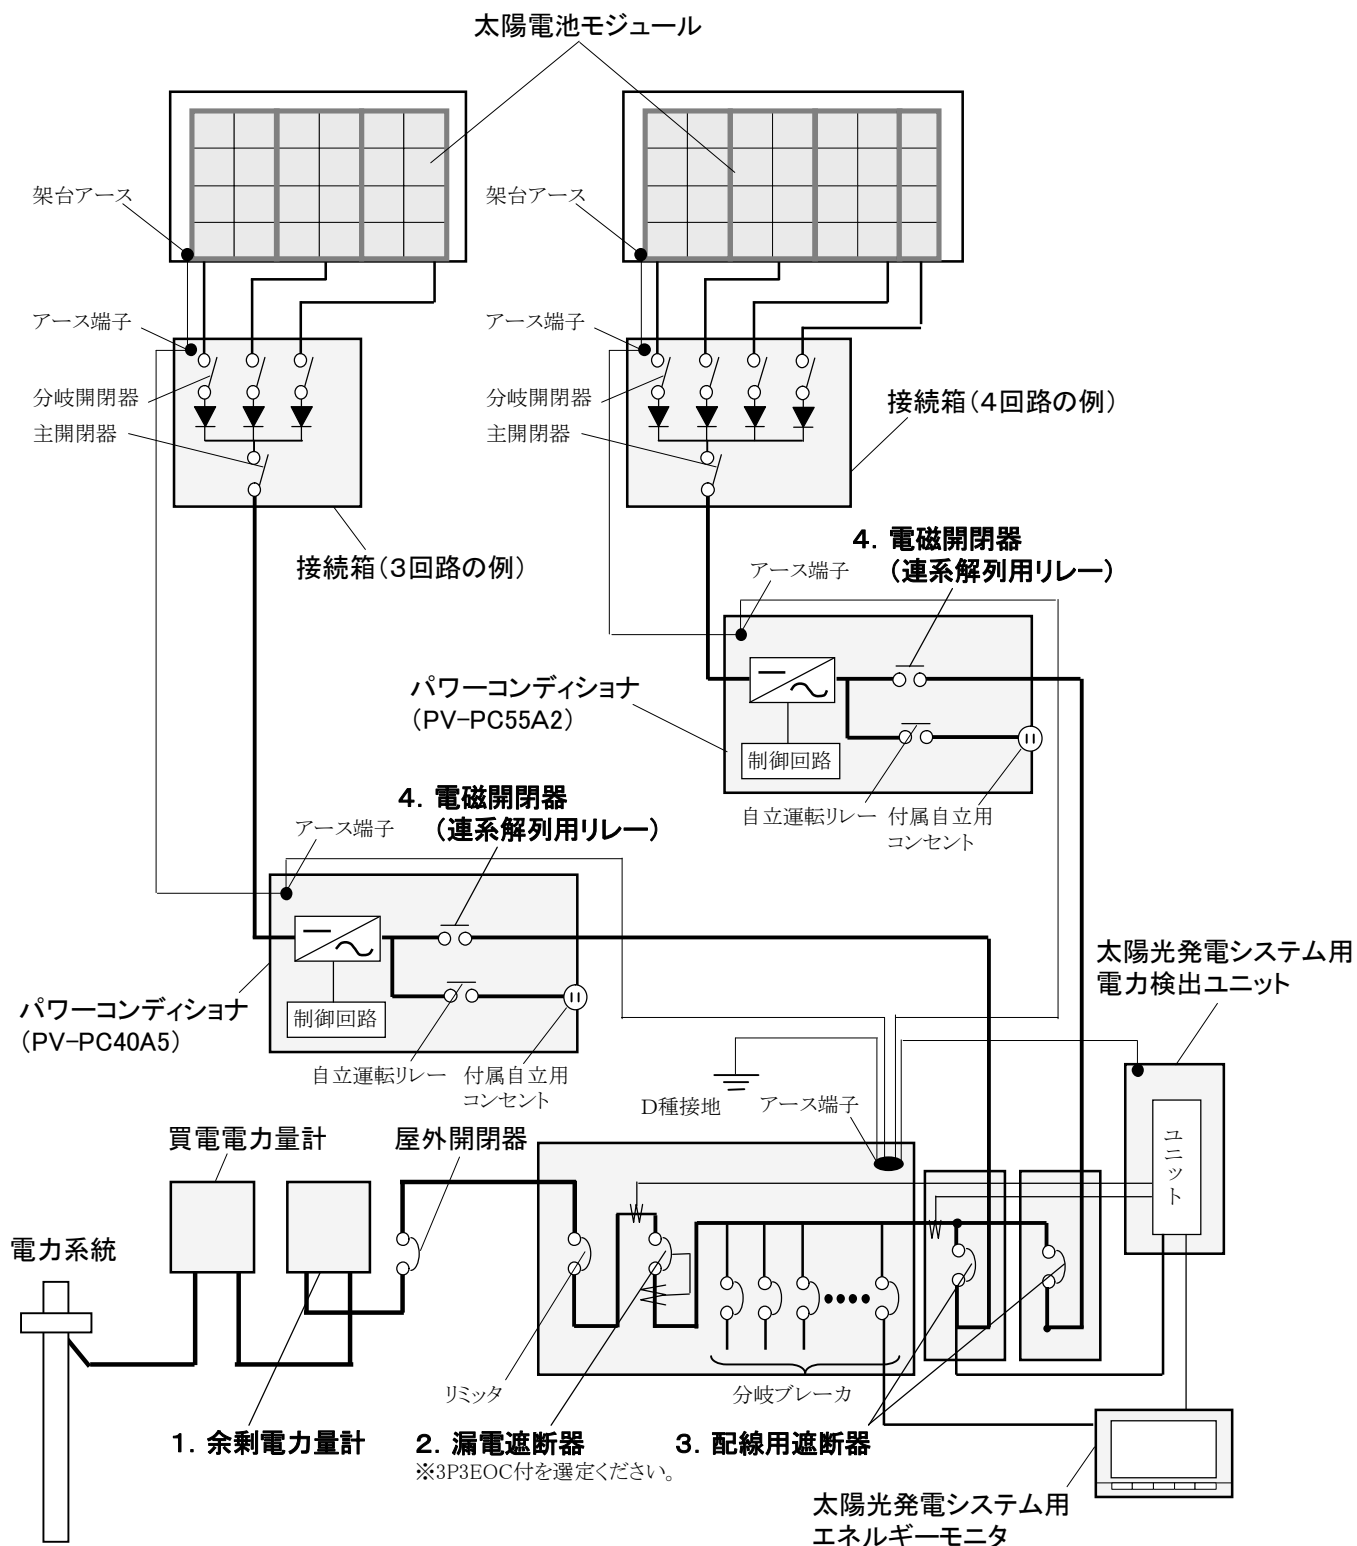 太陽電池モジュール
架台アース
架台アース
アース端子
アース端子
分岐開閉器
分岐開閉器
主開閉器
主開閉器
接続箱(4回路の例)
接続箱(3回路の例)
4. 電磁開閉器
(連系解列用リレー)
アース端子
パワーコンディショナ
(PV-PC55A2)
制御回路
自立運転リレー
付属自立用
コンセント
4. 電磁開閉器
(連系解列用リレー)
アース端子
パワーコンディショナ
(PV-PC40A5)
制御回路
自立運転リレー
付属自立用
コンセント
太陽光発電システム用
電力検出ユニット
D種接地
アース端子
ユニット
買電電力量計
屋外開閉器
電力系統
リミッタ
分岐ブレーカ
1. 余剰電力量計
2. 漏電遮断器
※3P3EOC付を選定ください。
3. 配線用遮断器
太陽光発電システム用
エネルギーモニタ